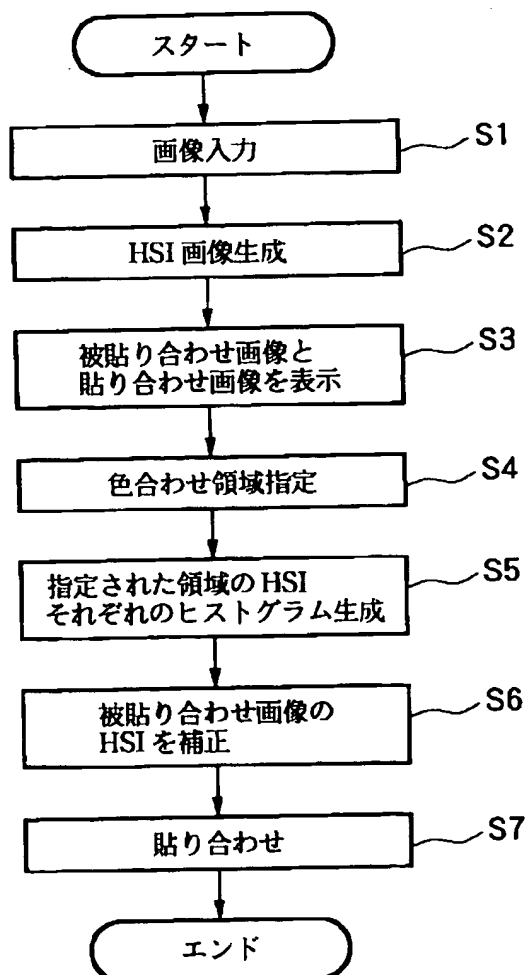 スタート
画像入力
S1
HSI 画像生成
S2
被貼り合わせ画像と
貼り合わせ画像を表示
S3
色合わせ領域指定
S4
指定された領域の HSI
それぞれのヒストグラム生成
S5
被貼り合わせ画像の
HSIを補正
S6
貼り合わせ
S7
エンド